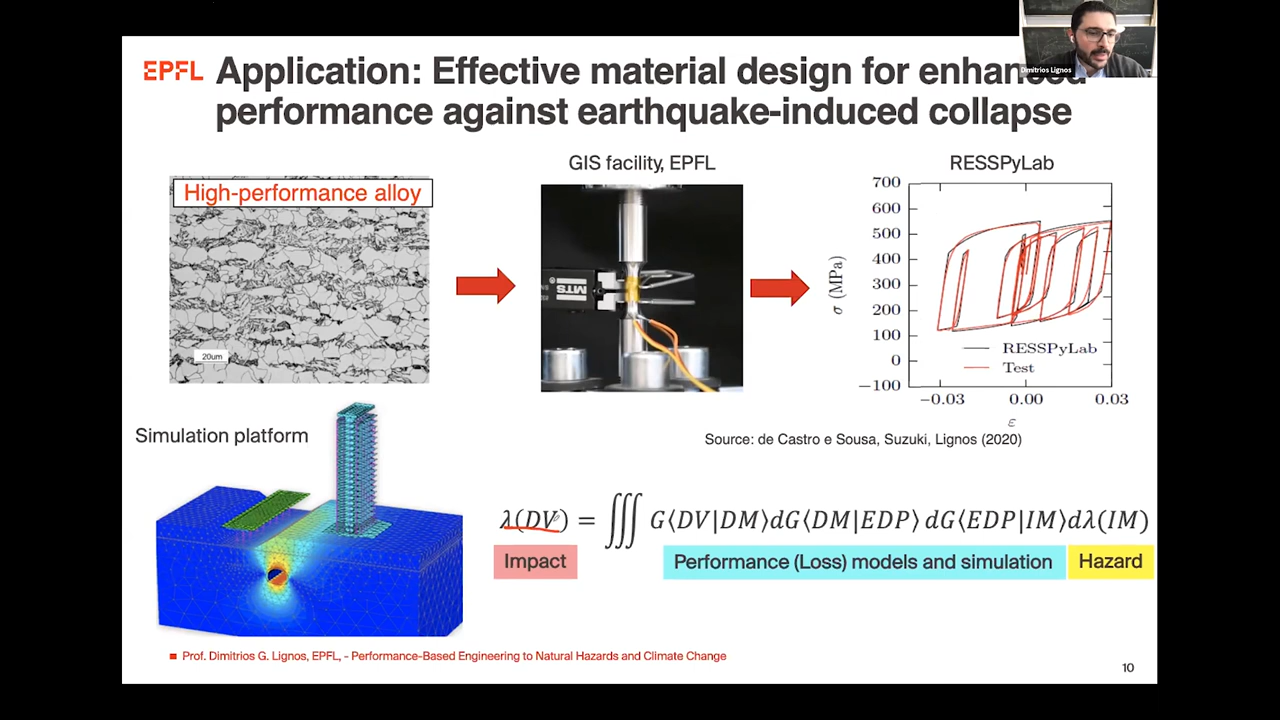 Dimitrios Lignos
EPFL Application: Effective material design for enhanced
performance against earthquake-induced collapse
High-performance alloy
20um
GIS facility, EPFL
MTS
RESSPyLab
700
600
500
400
300
200
100
0
−100
σ (MPa)
RESSPyLab
Test
−0.03 0.00 0.03
ε
Source: de Castro e Sousa, Suzuki, Lignos (2020)
Simulation platform
λ(DV) = ∭ G⟨DV|DM⟩dG⟨DM|EDP⟩ dG⟨EDP|IM⟩dλ(IM)
Impact
Performance (Loss) models and simulation
Hazard
Prof. Dimitrios G. Lignos, EPFL, - Performance-Based Engineering to Natural Hazards and Climate Change
10